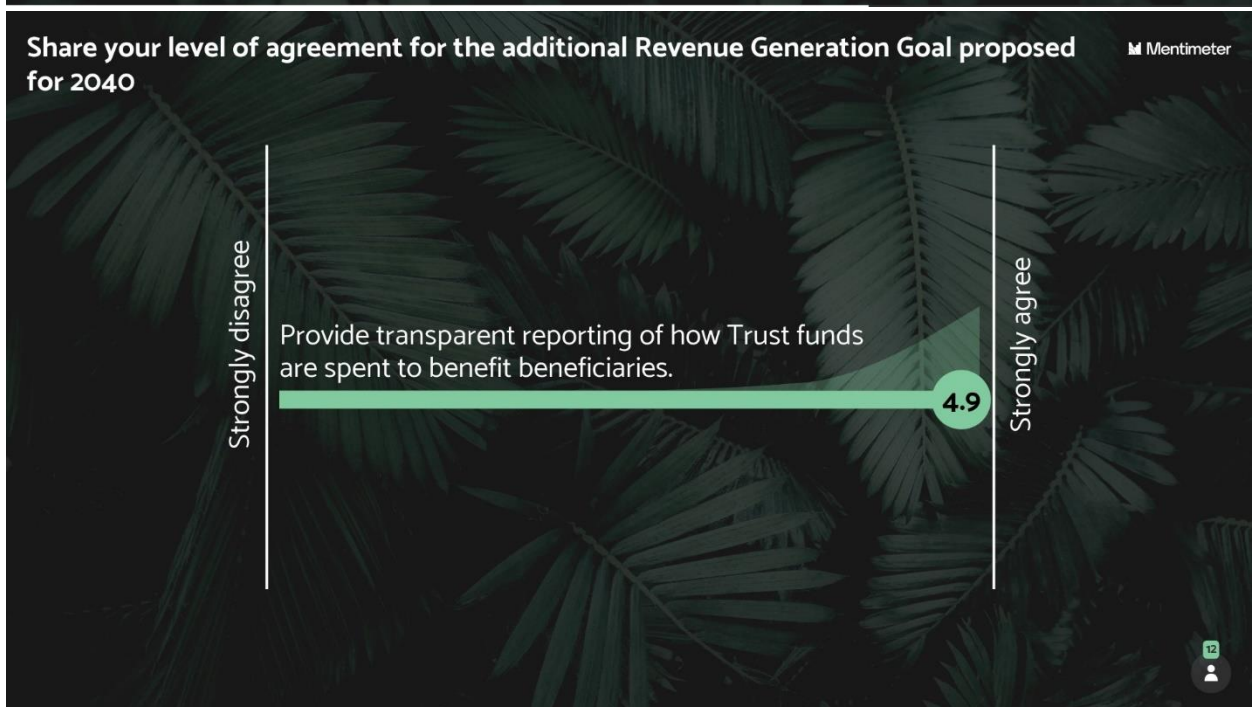 Share your level of agreement for the additional Revenue Generation Goal proposed
for 2040
Mentimeter
Strongly disagree
Provide transparent reporting of how Trust funds
are spent to benefit beneficiaries.
4.9
Strongly agree
12